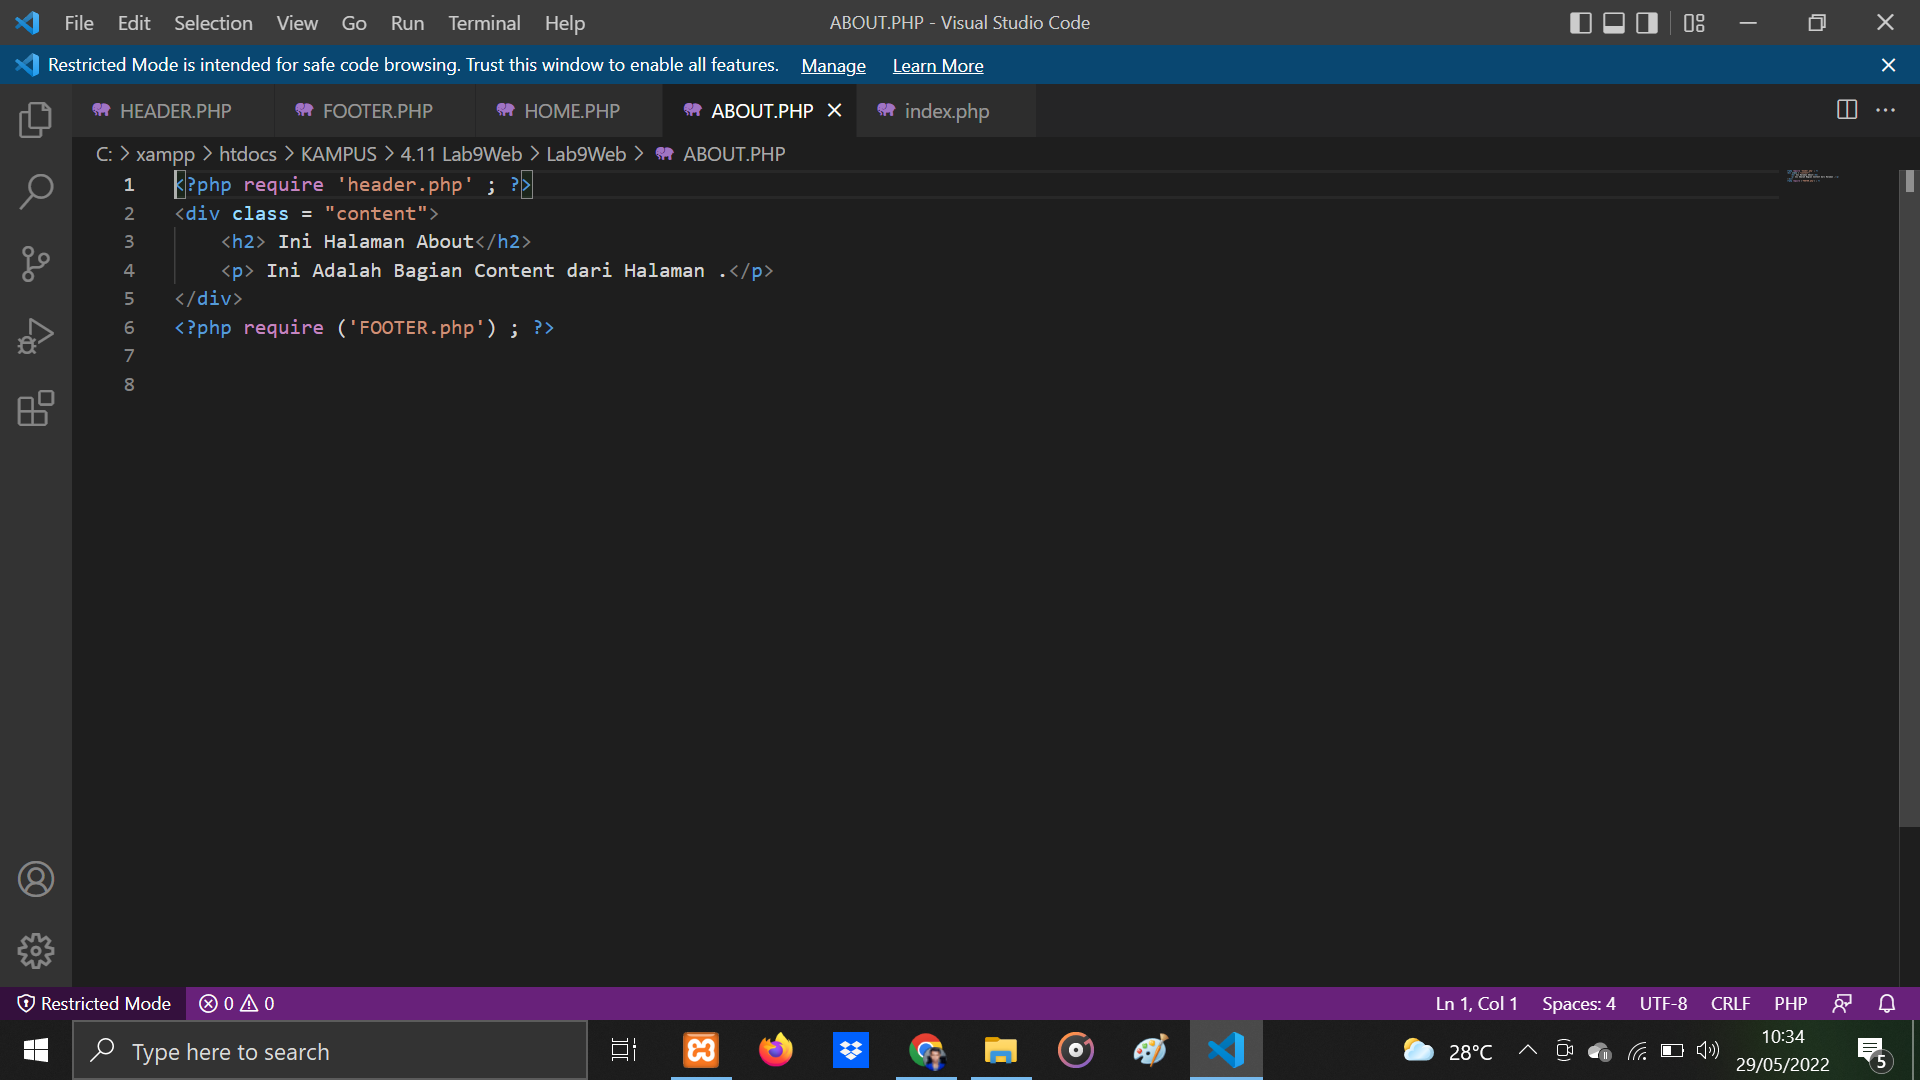 File Edit Selection View Go Run Terminal Help ABOUT.PHP - Visual Studio Code
Restricted Mode is intended for safe code browsing. Trust this window to enable all features. Manage Learn More
HEADER.PHP FOOTER.PHP HOME.PHP ABOUT.PHP index.php
C: > xampp > htdocs > KAMPUS > 4.11 Lab9Web > Lab9Web > ABOUT.PHP
1 <?php require 'header.php' ; ?>
2 <div class = "content">
3 <h2> Ini Halaman About</h2>
4 <p> Ini Adalah Bagian Content dari Halaman .</p>
5 </div>
6 <?php require ('FOOTER.php') ; ?>
7
8
Restricted Mode 0 0 Ln 1, Col 1 Spaces: 4 UTF-8 CRLF PHP
Type here to search 28°C 10:34
29/05/2022 5